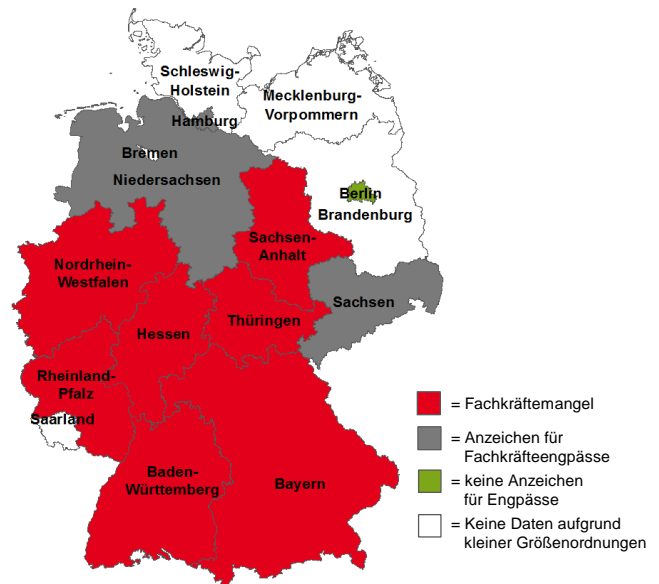 Schleswig-
Holstein
Mecklenburg-
Vorpommern
Hamburg
Bremen
Niedersachsen
Berlin
Brandenburg
Sachsen-
Anhalt
Nordrhein-
Westfalen
Sachsen
Hessen
Thüringen
Rheinland-
Pfalz
Saarland
Baden-
Württemberg
Bayern
= Fachkräftemangel
= Anzeichen für
Fachkräfteengpässe
= keine Anzeichen
für Engpässe
= Keine Daten aufgrund
kleiner Größenordnungen